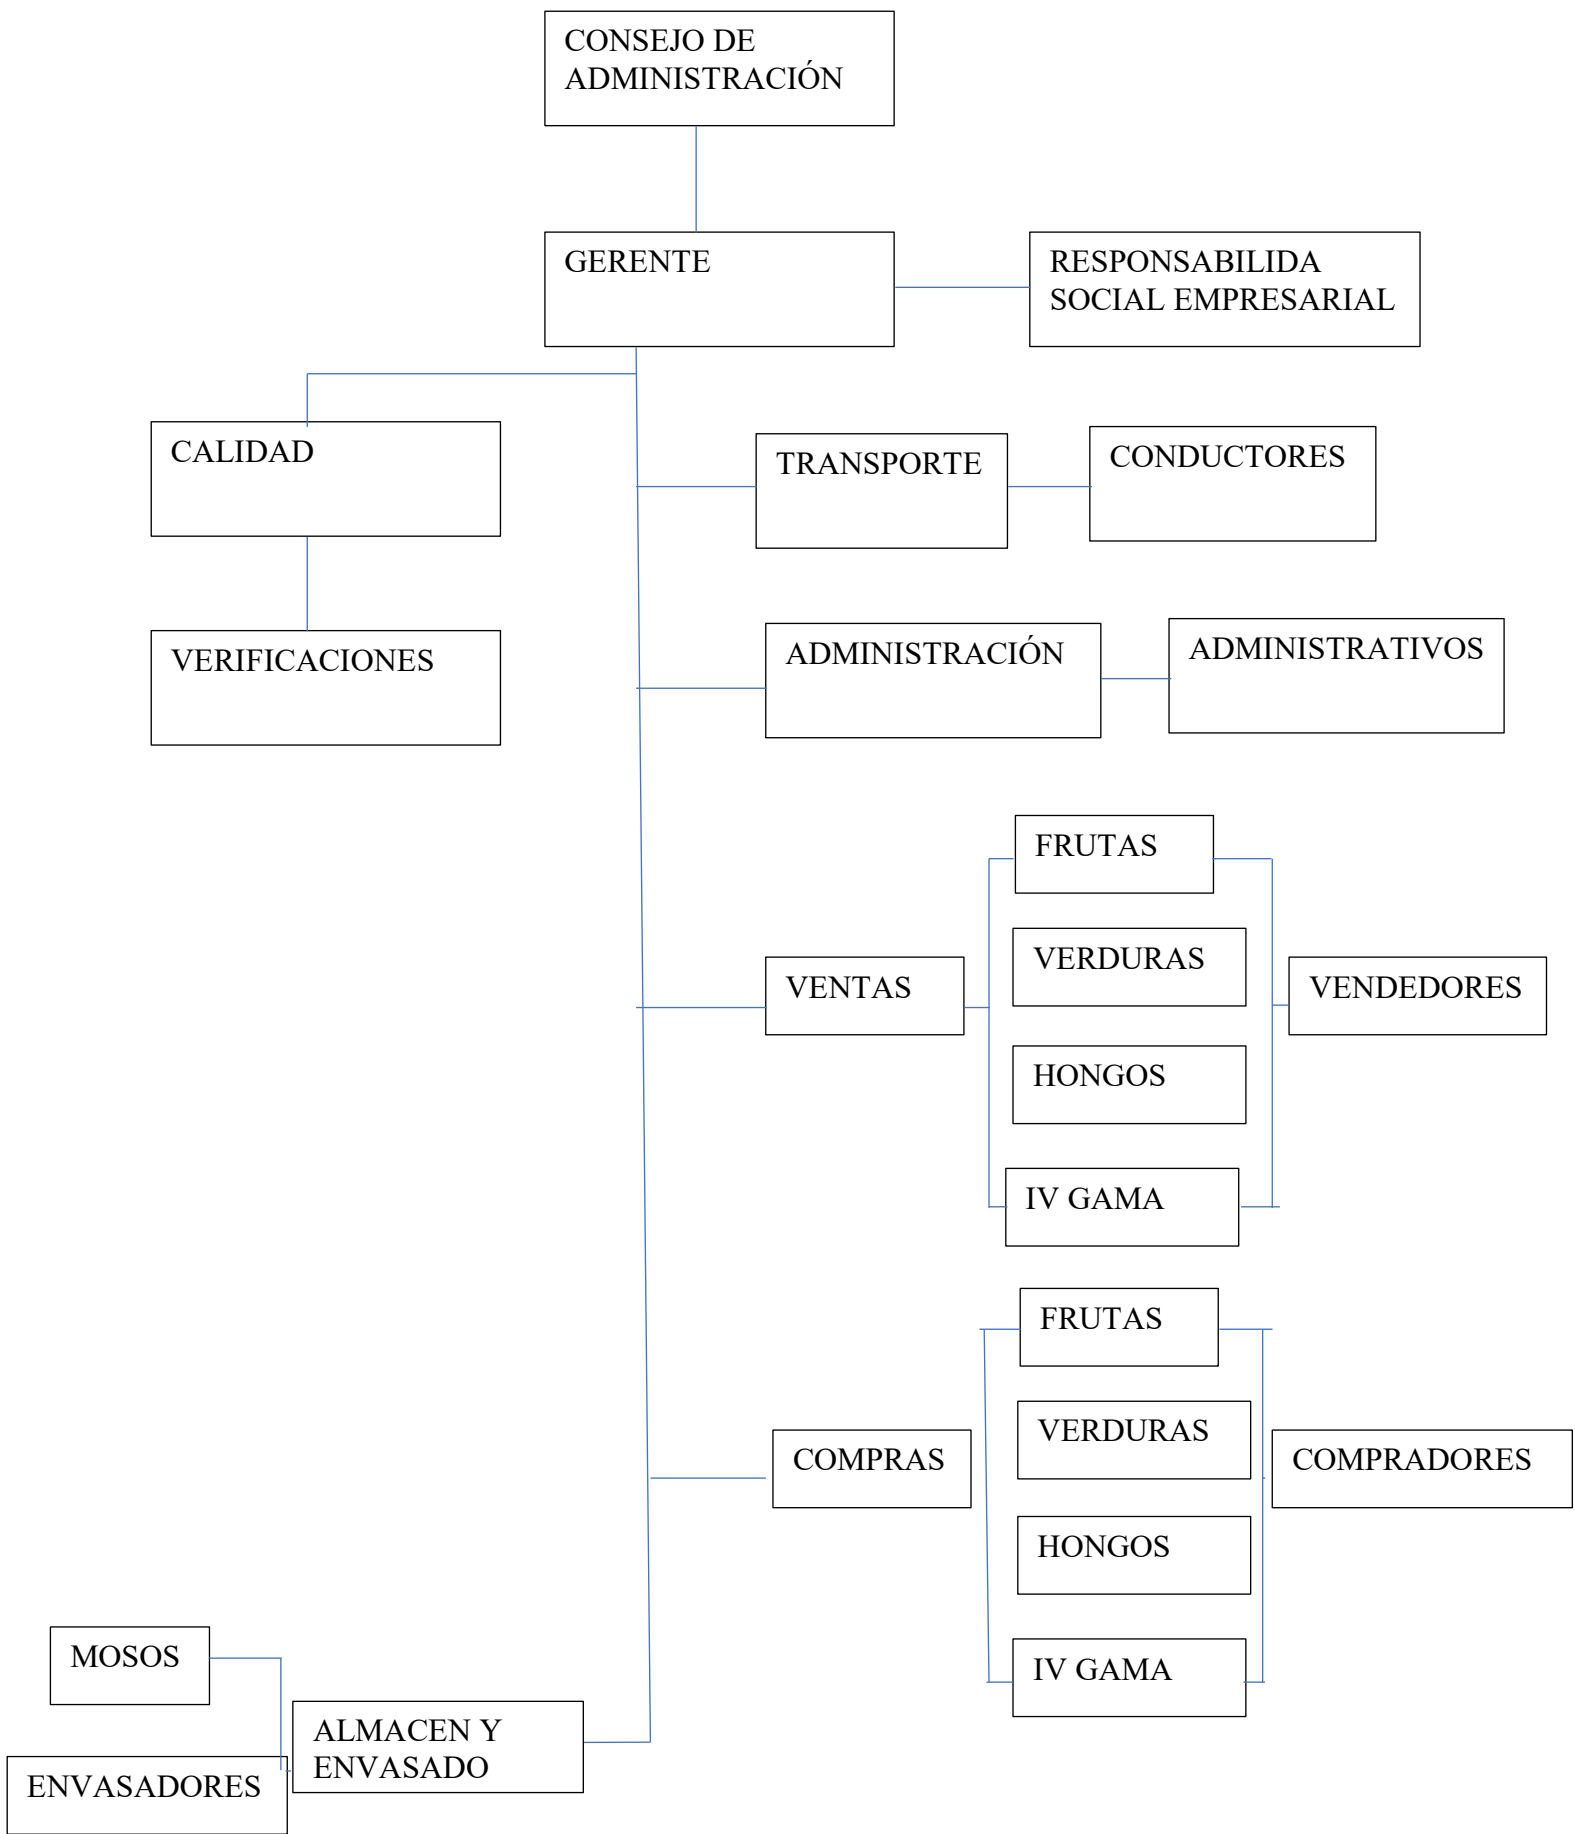 CONSEJO DE
ADMINISTRACIÓN
GERENTE
RESPONSABILIDA
SOCIAL EMPRESARIAL
CALIDAD
TRANSPORTE
CONDUCTORES
VERIFICACIONES
ADMINISTRACIÓN
ADMINISTRATIVOS
FRUTAS
VERDURAS
VENTAS
VENDEDORES
HONGOS
IV GAMA
FRUTAS
VERDURAS
COMPRAS
COMPRADORES
HONGOS
IV GAMA
MOSOS
ALMACEN Y
ENVASADO
ENVASADORES